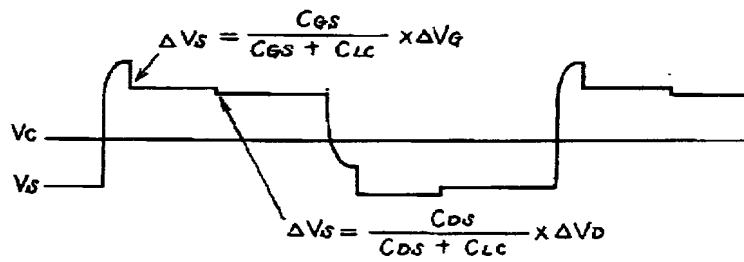 ΔVS = CGS / (CGS + CLC) × ΔVG
VC
VS
ΔVS = CDS / (CDS + CLC) × ΔVD